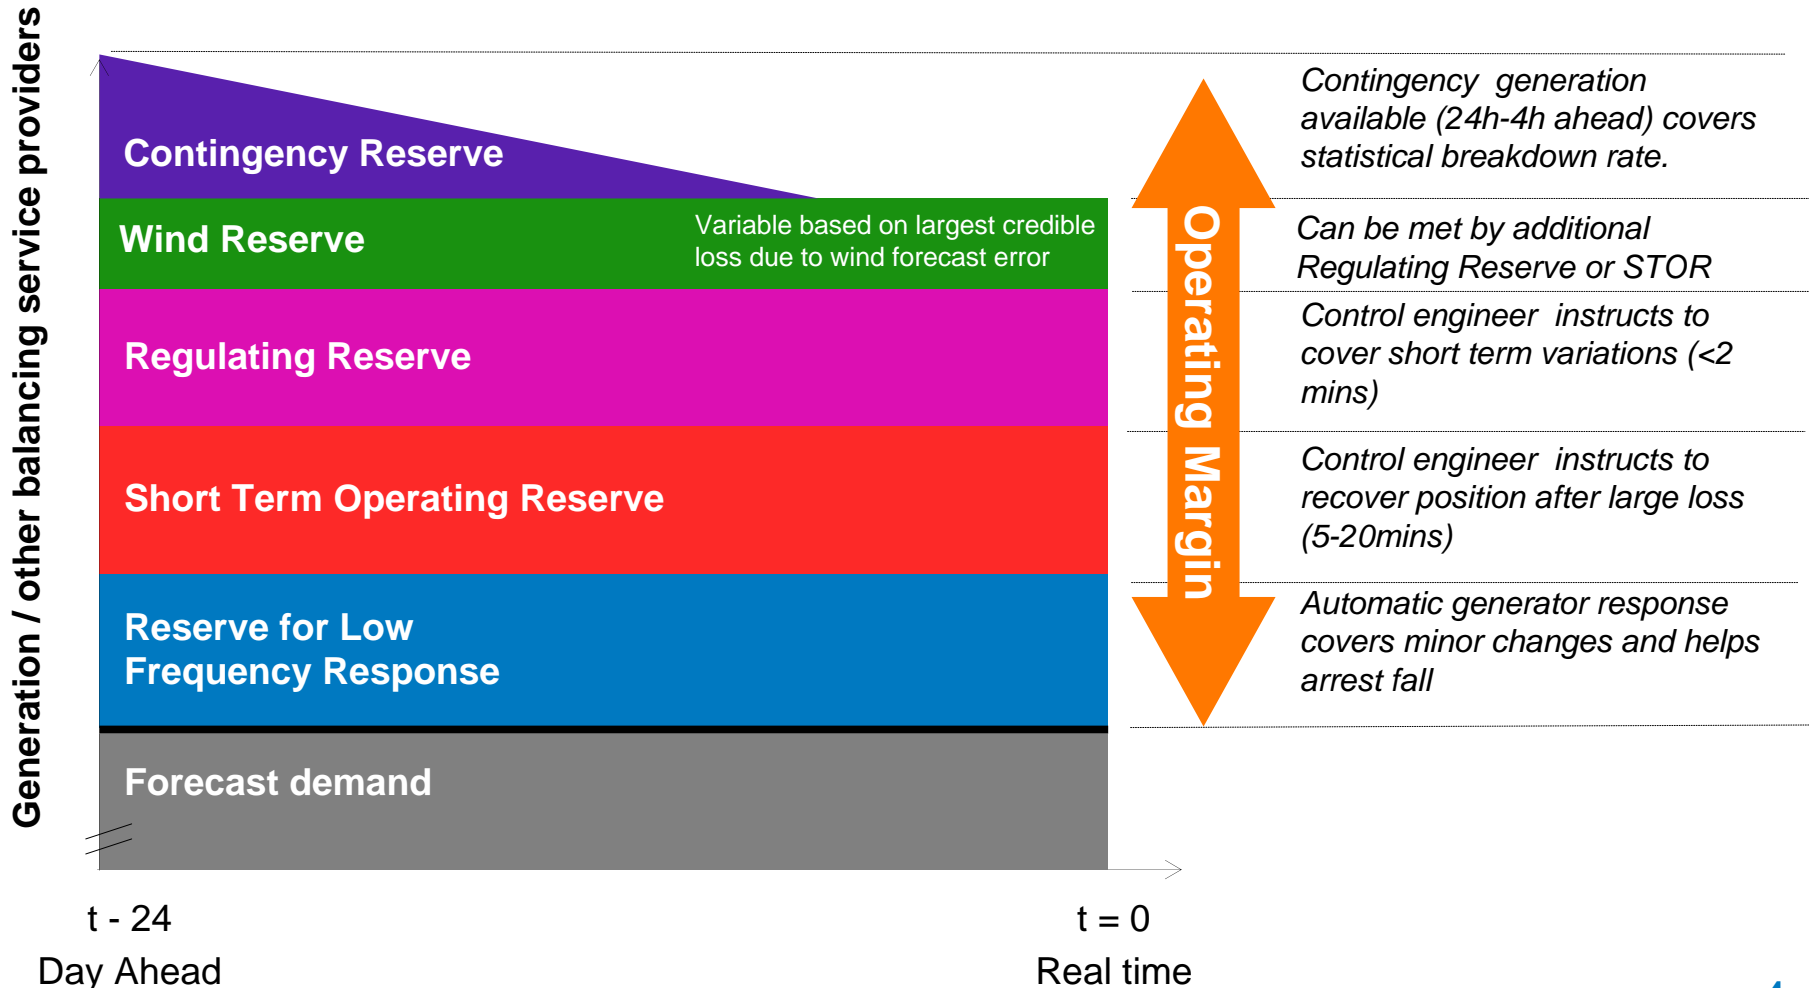 Generation / other balancing service providers
Contingency Reserve
Wind Reserve
Variable based on largest credible
loss due to wind forecast error
Regulating Reserve
Short Term Operating Reserve
Reserve for Low
Frequency Response
Forecast demand
Operating Margin
Contingency generation
available (24h-4h ahead) covers
statistical breakdown rate.
Can be met by additional
Regulating Reserve or STOR
Control engineer instructs to
cover short term variations (<2
mins)
Control engineer instructs to
recover position after large loss
(5-20mins)
Automatic generator response
covers minor changes and helps
arrest fall
t - 24
Day Ahead
t = 0
Real time